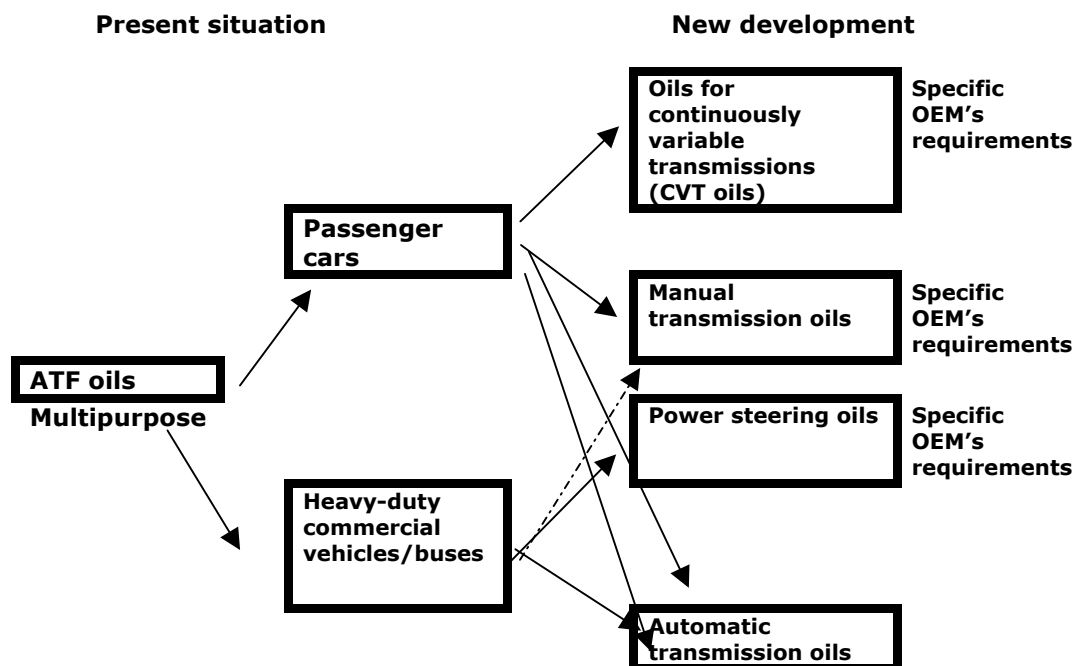 Present situation
New development
Oils for
continuously
variable
transmissions
(CVT oils)
Specific
OEM's
requirements
Passenger
cars
Manual
transmission oils
Specific
OEM's
requirements
ATF oils
Multipurpose
Power steering oils
Specific
OEM's
requirements
Heavy-duty
commercial
vehicles/buses
Automatic
transmission oils